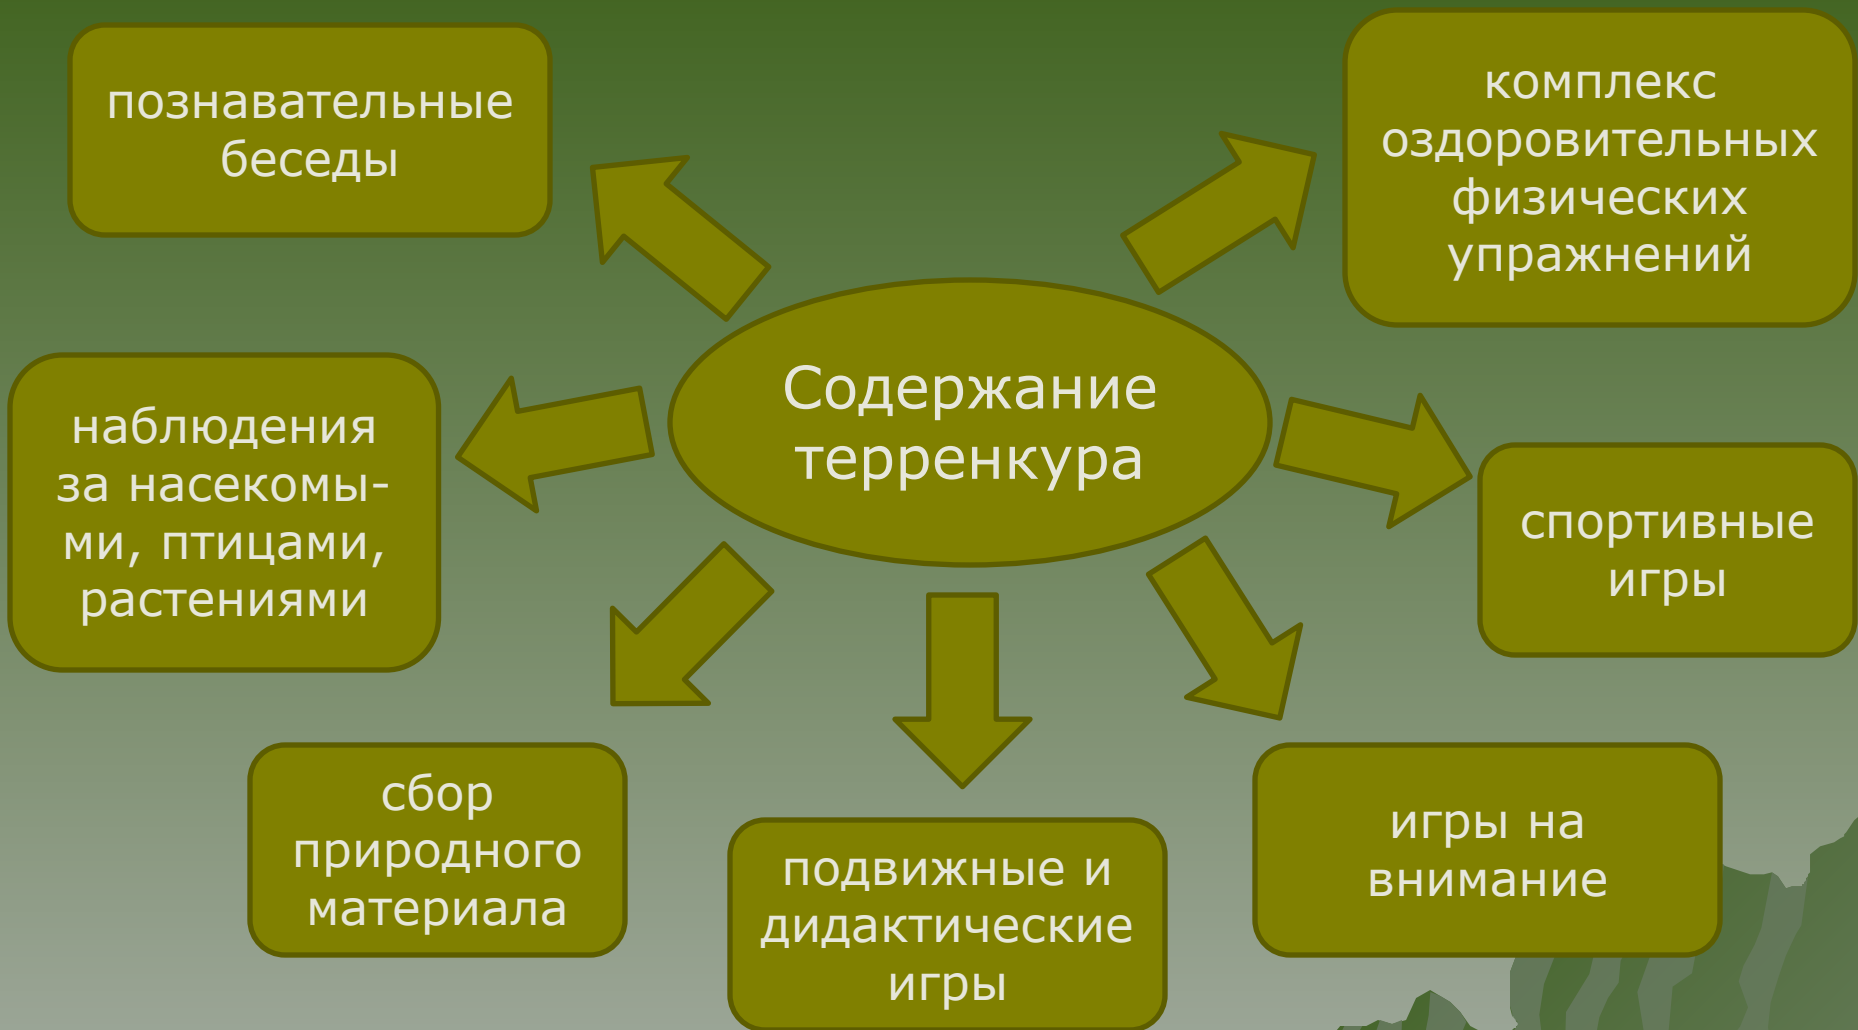 познавательные
беседы
комплекс
оздоровительных
физических
упражнений
Содержание
терренкура
наблюдения
за насекомы-
ми, птицами,
растениями
спортивные
игры
сбор
природного
материала
подвижные и
дидактические
игры
игры на
внимание